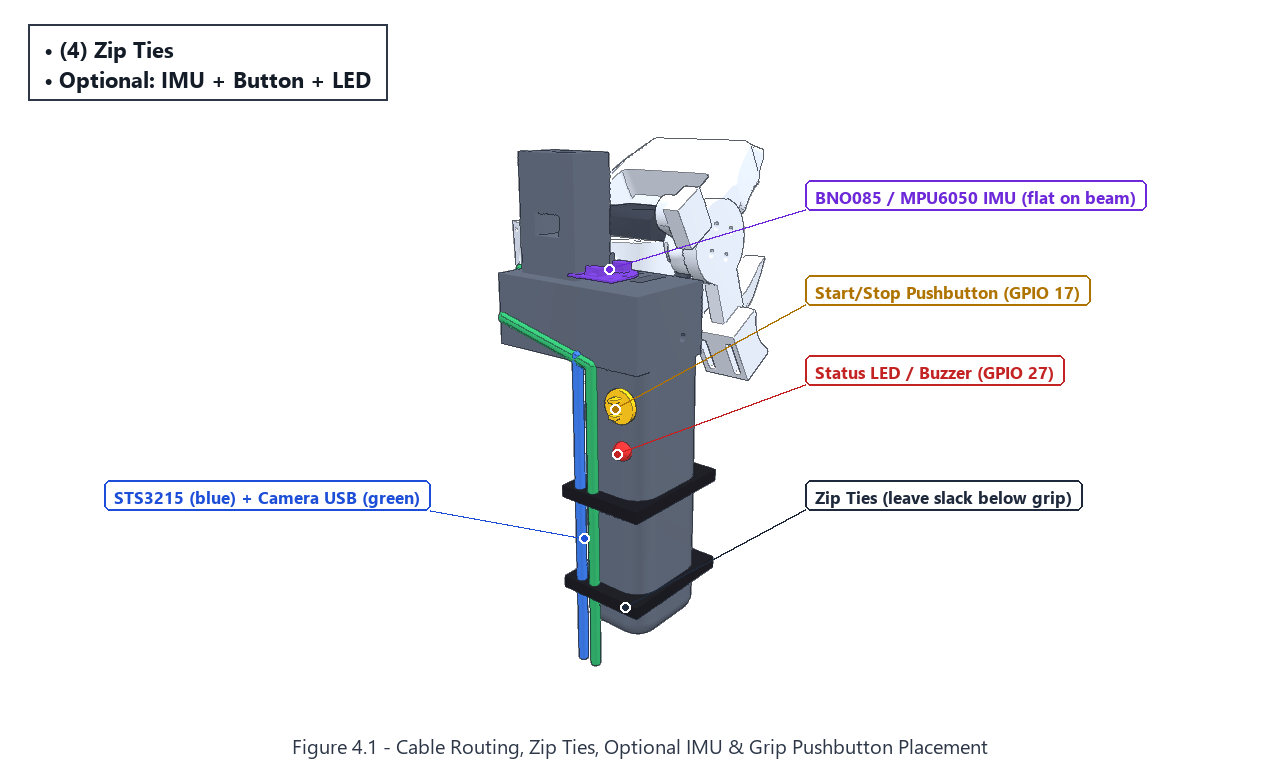 • (4) Zip Ties
• Optional: IMU + Button + LED
BNO085 / MPU6050 IMU (flat on beam)
Start/Stop Pushbutton (GPIO 17)
Status LED / Buzzer (GPIO 27)
STS3215 (blue) + Camera USB (green)
Zip Ties (leave slack below grip)
Figure 4.1 - Cable Routing, Zip Ties, Optional IMU & Grip Pushbutton Placement